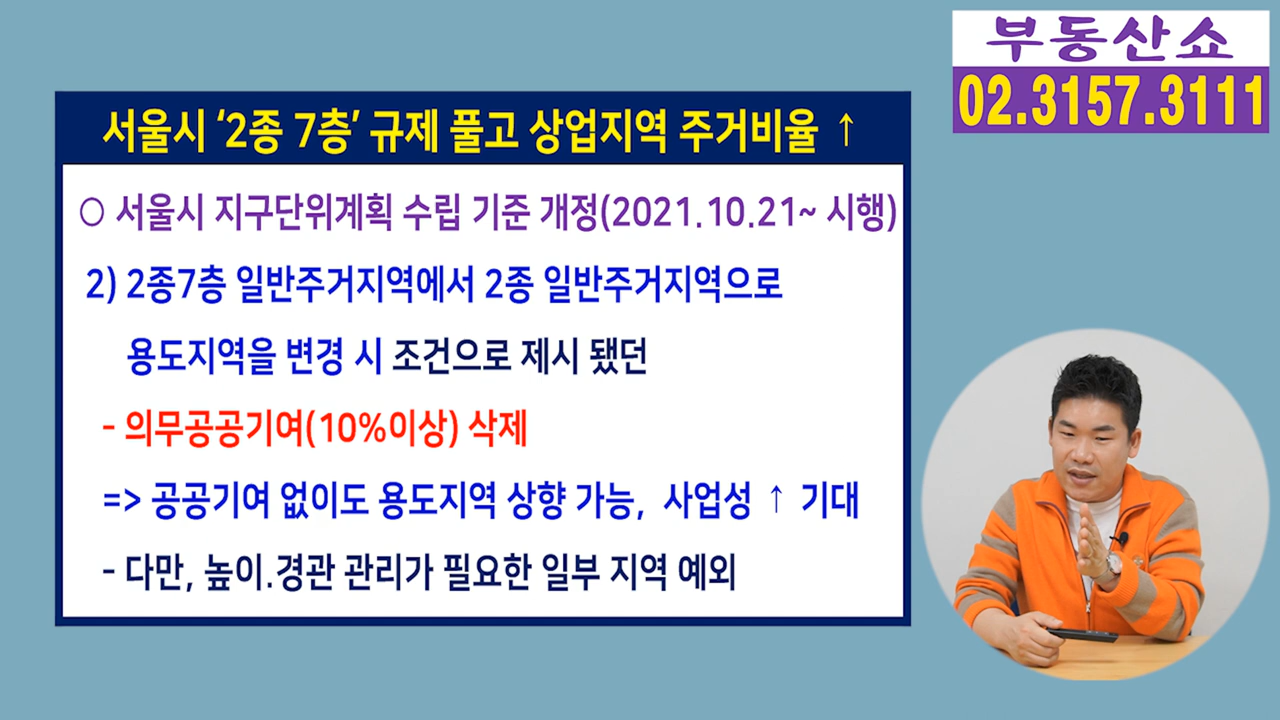 부동산쇼
02.3157.3111
서울시 ‘2종 7층’ 규제 풀고 상업지역 주거비율 ↑
○ 서울시 지구단위계획 수립 기준 개정(2021.10.21~ 시행)
2) 2종7층 일반주거지역에서 2종 일반주거지역으로
용도지역을 변경 시 조건으로 제시 됐던
- 의무공공기여(10%이상) 삭제
=> 공공기여 없이도 용도지역 상향 가능, 사업성 ↑ 기대
- 다만, 높이.경관 관리가 필요한 일부 지역 예외